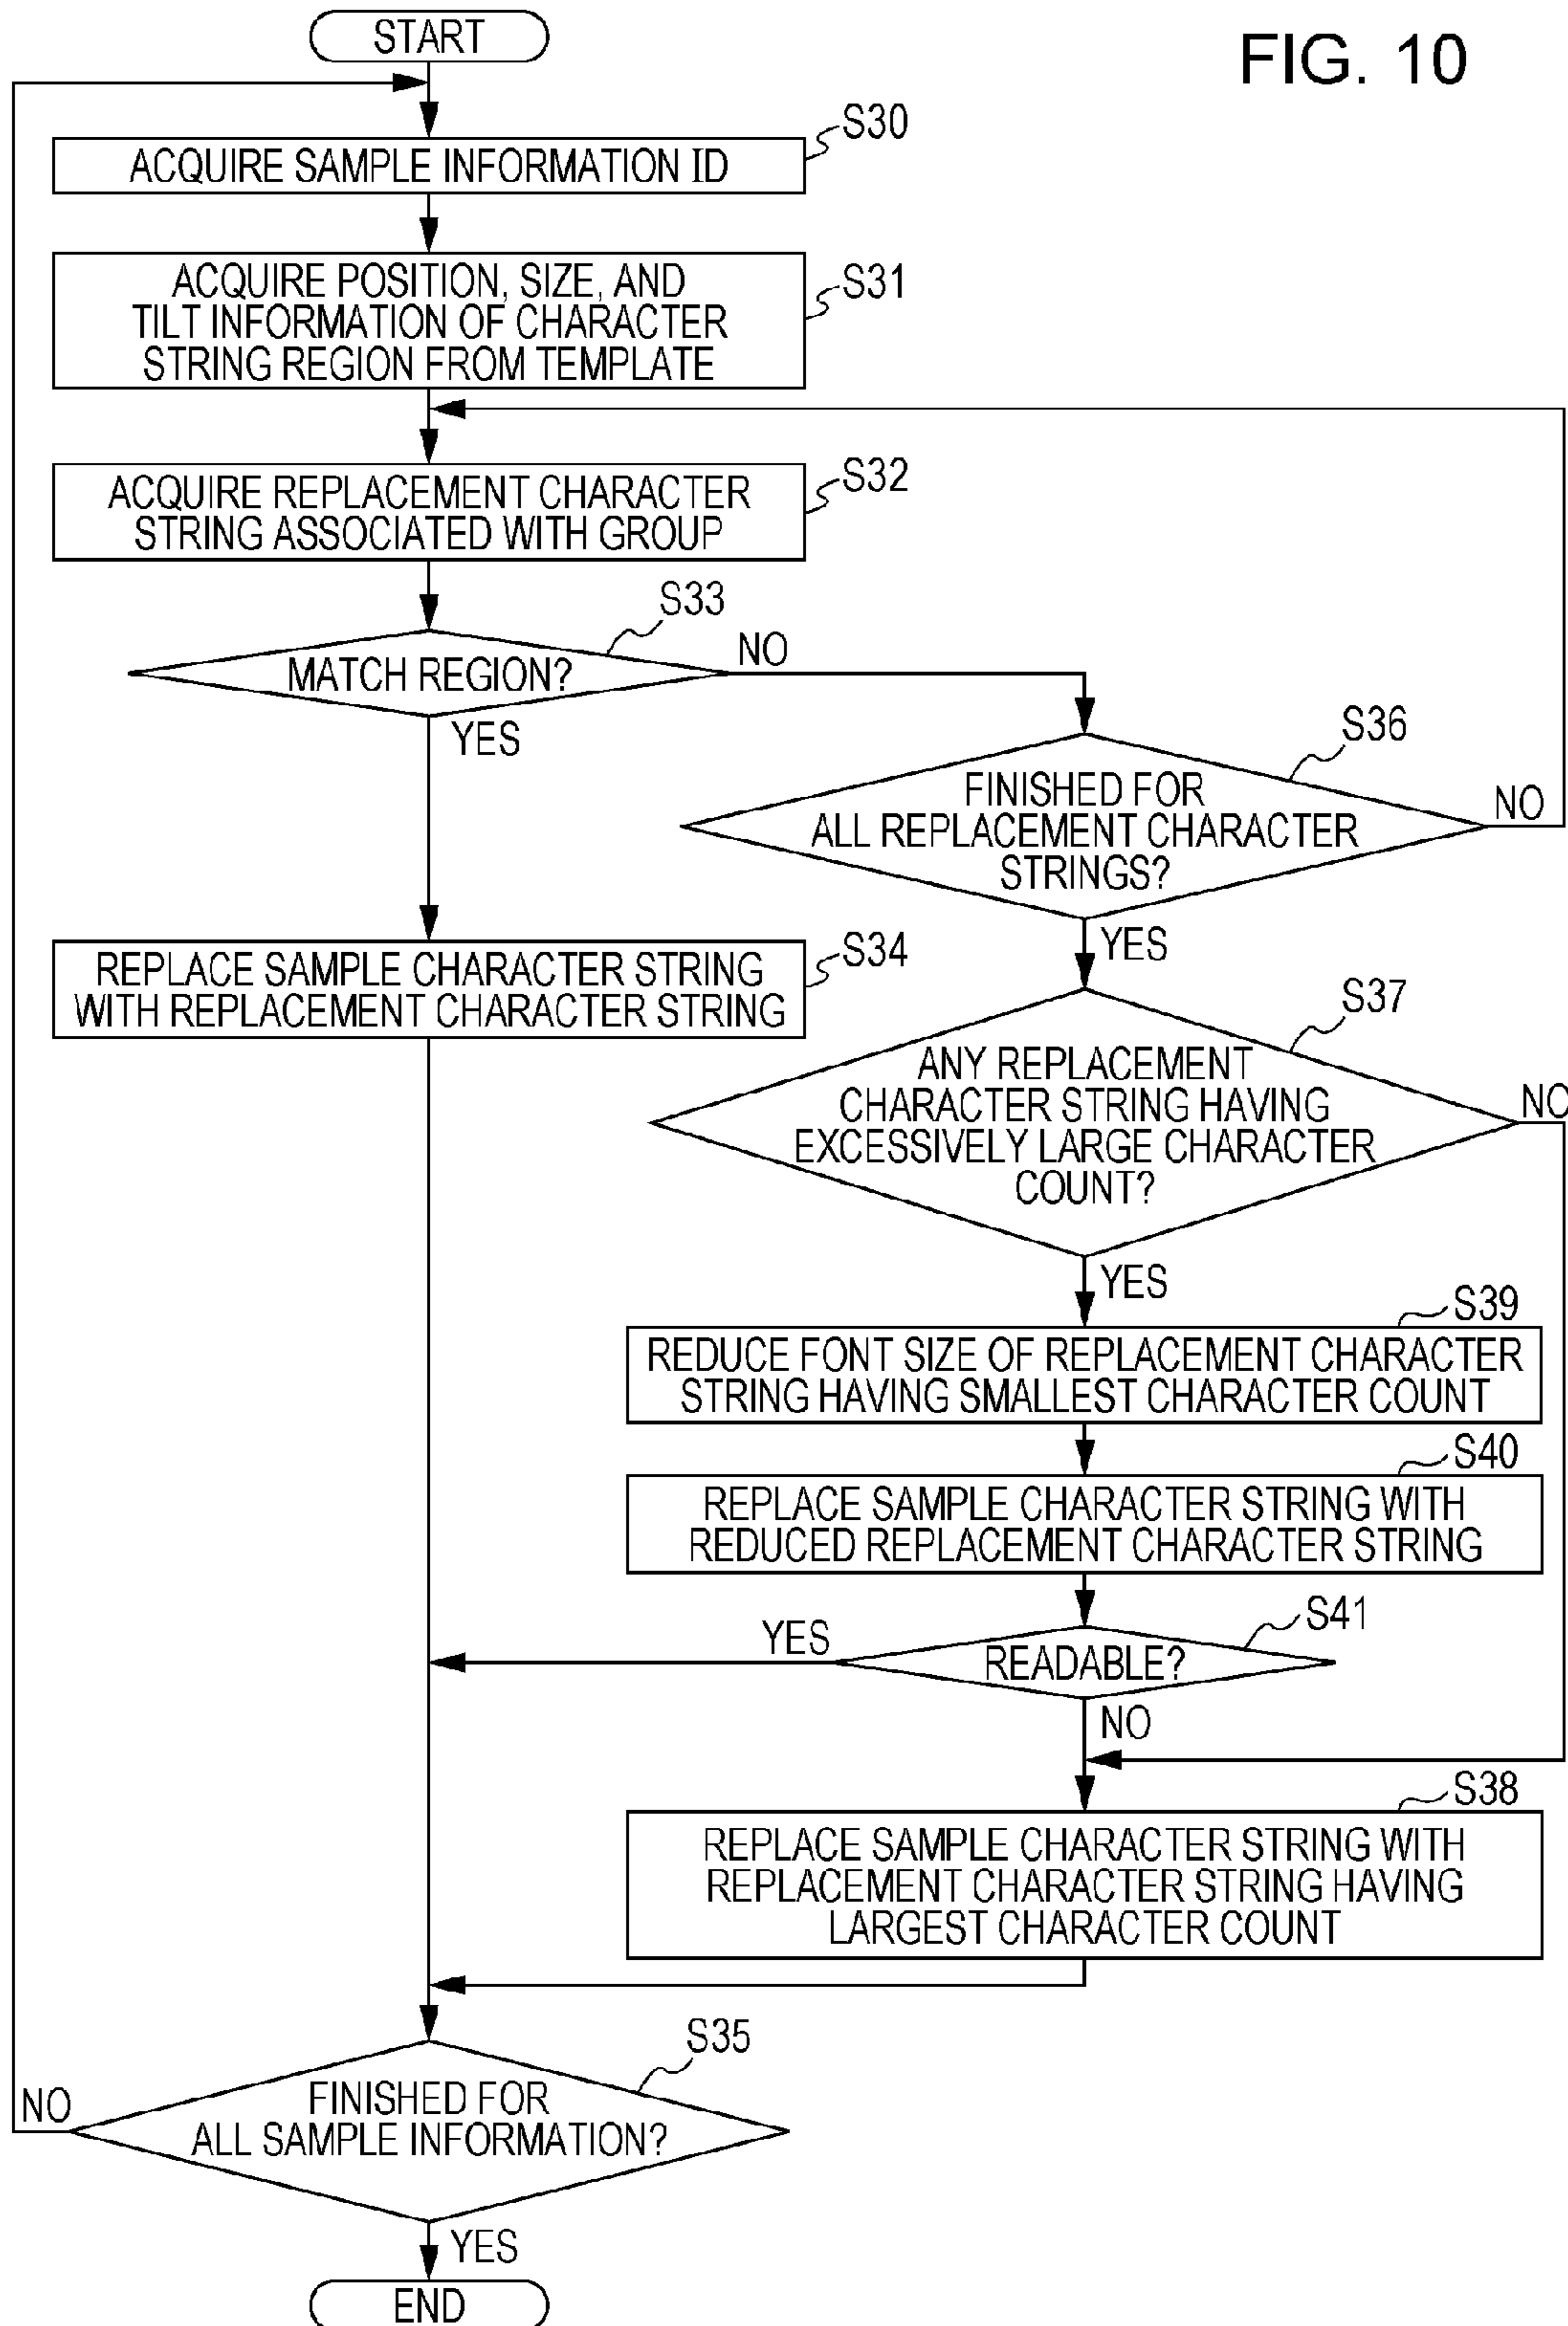 START
FIG. 10
S30
ACQUIRE SAMPLE INFORMATION ID
S31
ACQUIRE POSITION, SIZE, AND
TILT INFORMATION OF CHARACTER
STRING REGION FROM TEMPLATE
S32
ACQUIRE REPLACEMENT CHARACTER
STRING ASSOCIATED WITH GROUP
S33
MATCH REGION?
NO
YES
S36
FINISHED FOR
ALL REPLACEMENT CHARACTER
STRINGS?
NO
YES
S34
REPLACE SAMPLE CHARACTER STRING
WITH REPLACEMENT CHARACTER STRING
S37
ANY REPLACEMENT
CHARACTER STRING HAVING
EXCESSIVELY LARGE CHARACTER
COUNT?
NO
YES
S39
REDUCE FONT SIZE OF REPLACEMENT CHARACTER
STRING HAVING SMALLEST CHARACTER COUNT
S40
REPLACE SAMPLE CHARACTER STRING WITH
REDUCED REPLACEMENT CHARACTER STRING
S41
YES
READABLE?
NO
S38
REPLACE SAMPLE CHARACTER STRING WITH
REPLACEMENT CHARACTER STRING HAVING
LARGEST CHARACTER COUNT
S35
NO
FINISHED FOR
ALL SAMPLE INFORMATION?
YES
END